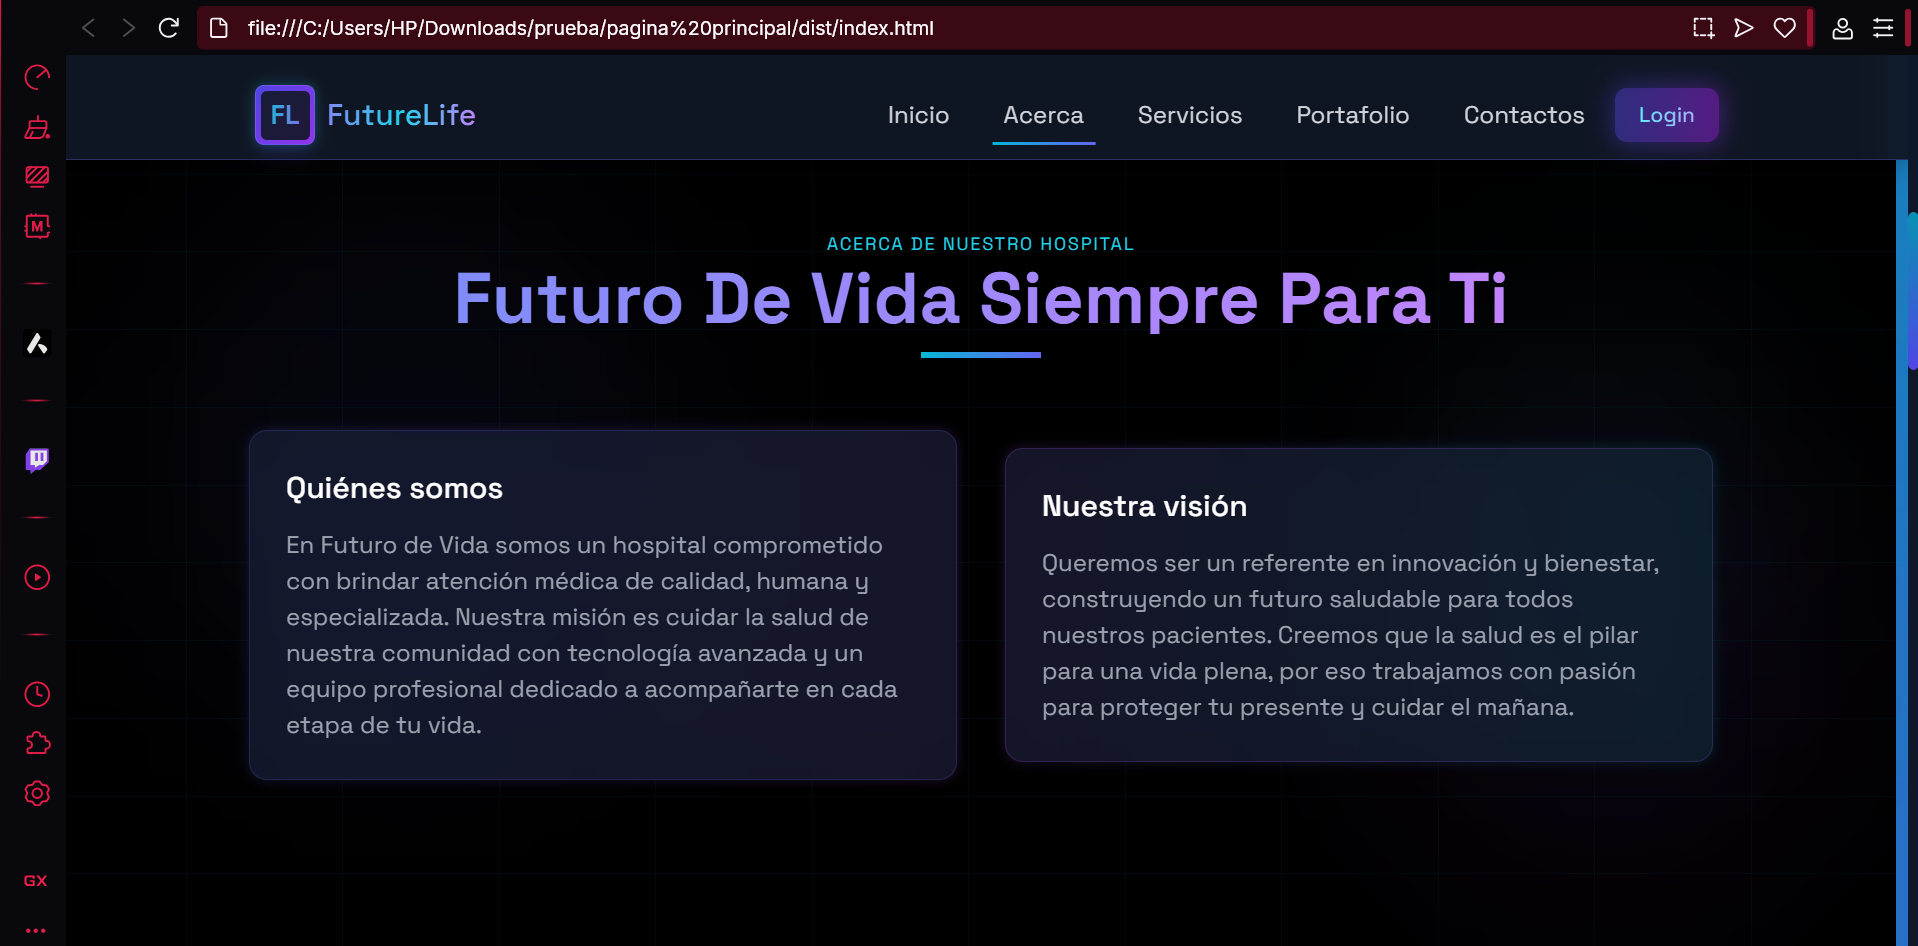 file:///C:/Users/HP/Downloads/prueba/pagina%20principal/dist/index.html
FL FutureLife Inicio Acerca Servicios Portafolio Contactos Login
M
ACERCA DE NUESTRO HOSPITAL
Futuro De Vida Siempre Para Ti
Quiénes somos
En Futuro de Vida somos un hospital comprometido
con brindar atención médica de calidad, humana y
especializada. Nuestra misión es cuidar la salud de
nuestra comunidad con tecnología avanzada y un
equipo profesional dedicado a acompañarte en cada
etapa de tu vida.
Nuestra visión
Queremos ser un referente en innovación y bienestar,
construyendo un futuro saludable para todos
nuestros pacientes. Creemos que la salud es el pilar
para una vida plena, por eso trabajamos con pasión
para proteger tu presente y cuidar el mañana.
GX